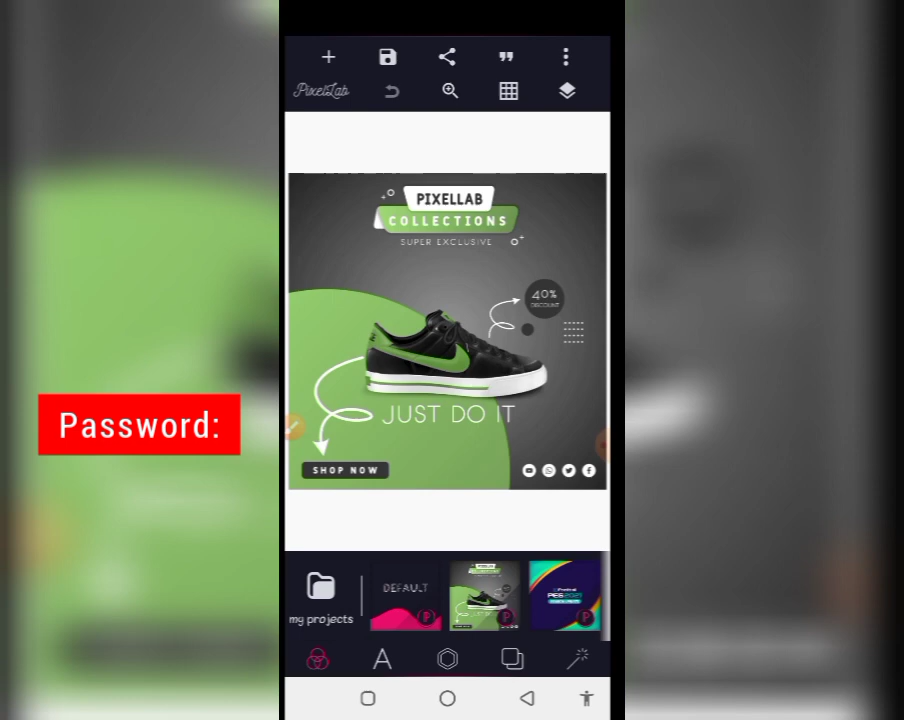 PixelLab
PIXELLAB
COLLECTIONS
SUPER EXCLUSIVE
40%
DISCOUNT
Password:
JUST DO IT
SHOP NOW
my projects
DEFAULT